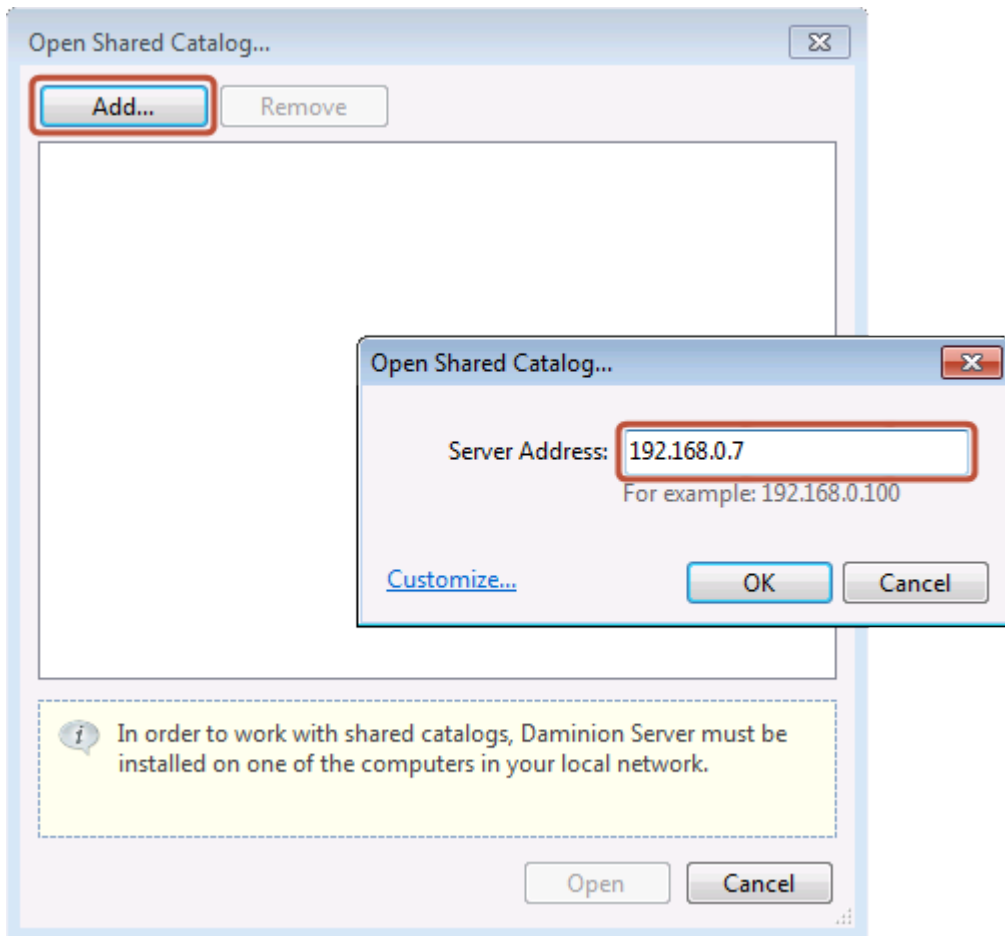 Open Shared Catalog...
Add...
Remove
Open Shared Catalog...
Server Address:
192.168.0.7
For example: 192.168.0.100
Customize...
OK
Cancel
In order to work with shared catalogs, Daminion Server must be
installed on one of the computers in your local network.
Open
Cancel